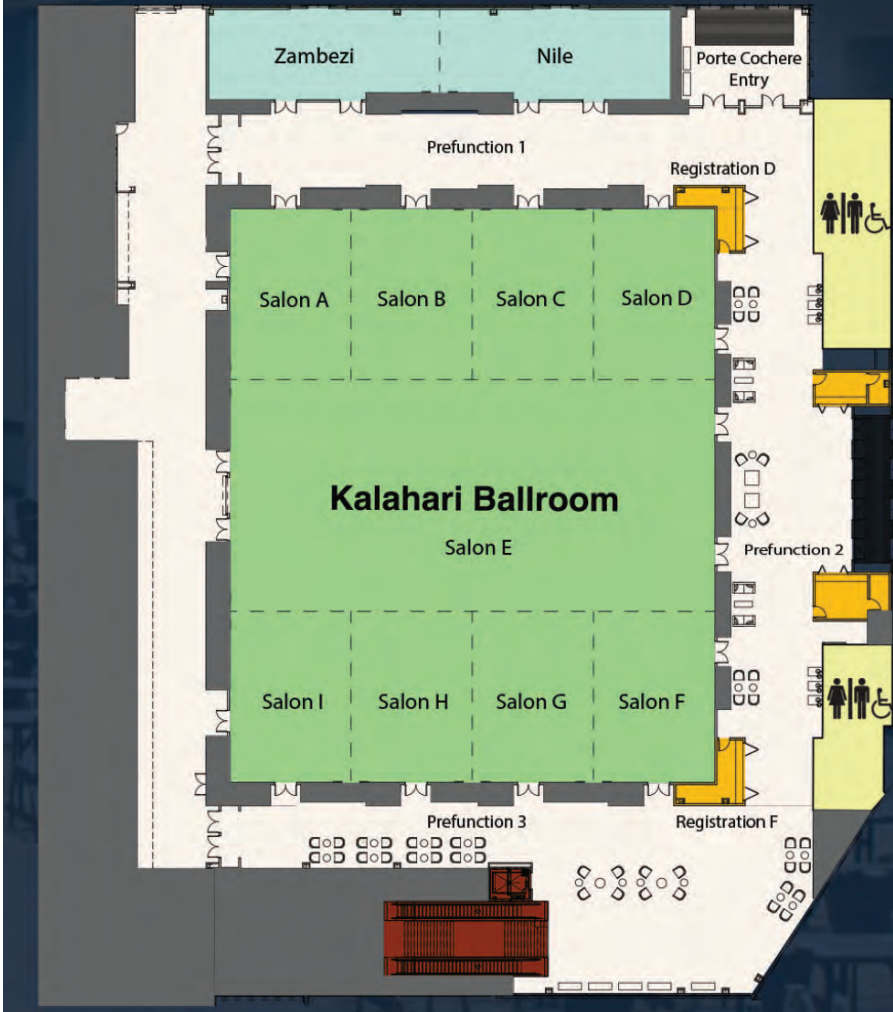 Zambezi
Nile
Porte Cochere
Entry
Prefunction 1
Registration D
Salon A
Salon B
Salon C
Salon D
Kalahari Ballroom
Salon E
Prefunction 2
Salon I
Salon H
Salon G
Salon F
Prefunction 3
Registration F